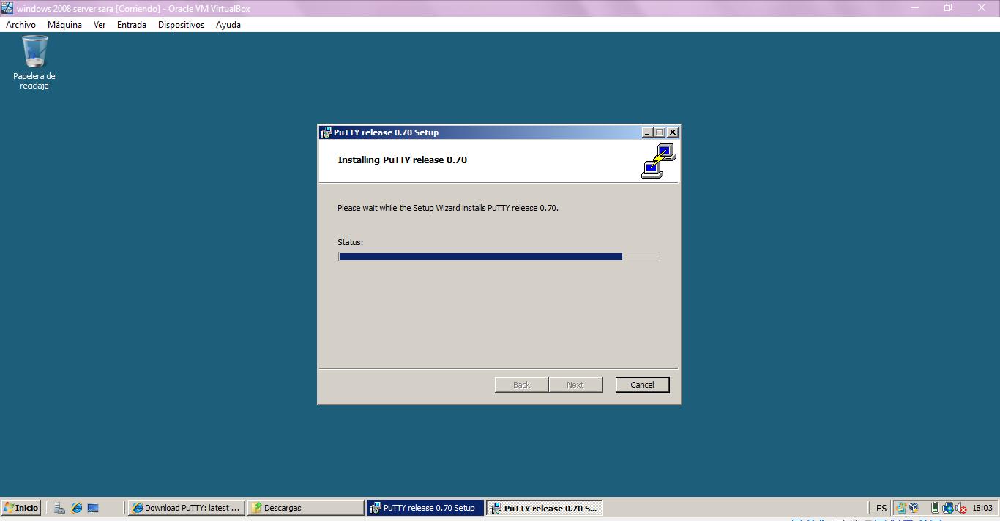 windows 2008 server sara [Corriendo] - Oracle VM VirtualBox
Archivo Máquina Ver Entrada Dispositivos Ayuda
Papelera de
reciclaje
PuTTY release 0.70 Setup
Installing PuTTY release 0.70
Please wait while the Setup Wizard installs PuTTY release 0.70.
Status:
Back Next Cancel
Inicio Download PuTTY: latest ... Descargas PuTTY release 0.70 Setup PuTTY release 0.70 S... ES 18:03